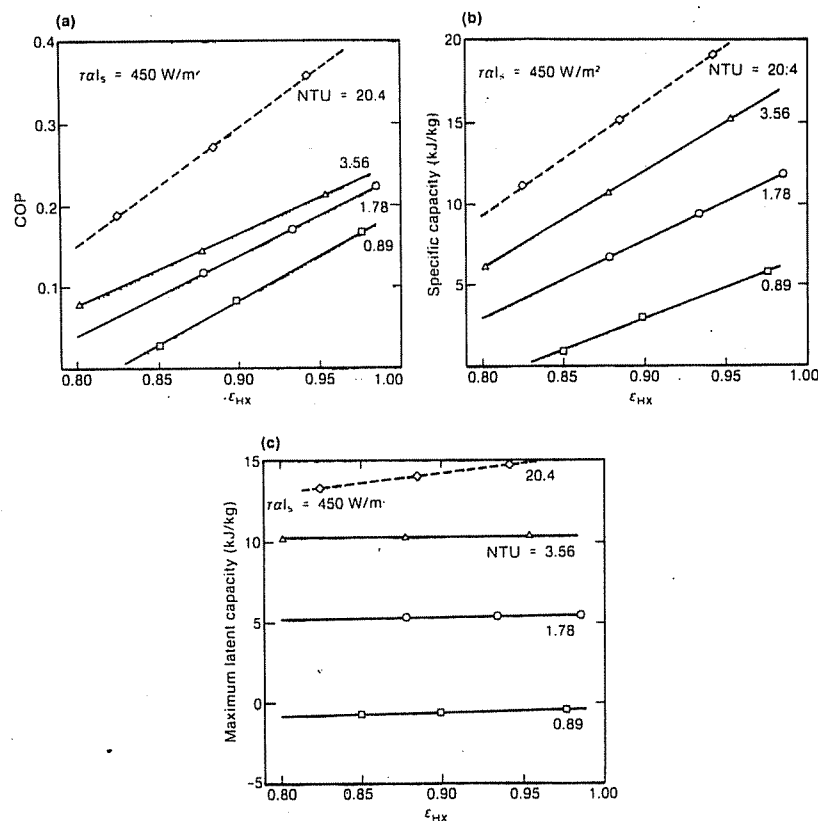 (a)
0.4
ταIₛ = 450 W/m
NTU = 20.4
0.3
3.56
COP
0.2
1.78
0.89
0.1
0.80
0.85
0.90
0.95
1.00
εHX
(b)
20
ταIₛ = 450 W/m²
NTU = 20:4
15
3.56
Specific capacity (kJ/kg)
10
1.78
5
0.89
0.80
0.85
0.90
0.95
1.00
εHX
(c)
15
20.4
ταIₛ = 450 W/m
10
NTU = 3.56
Maximum latent capacity (kJ/kg)
5
1.78
0
0.89
-5
0.80
0.85
0.90
0.95
1.00
εHX